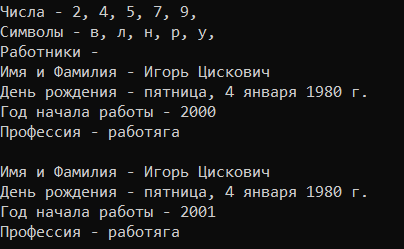 Числа - 2, 4, 5, 7, 9,
Символы - в, л, н, р, у,
Работники -
Имя и Фамилия - Игорь Цискович
День рождения - пятница, 4 января 1980 г.
Год начала работы - 2000
Профессия - работяга
Имя и Фамилия - Игорь Цискович
День рождения - пятница, 4 января 1980 г.
Год начала работы - 2001
Профессия - работяга